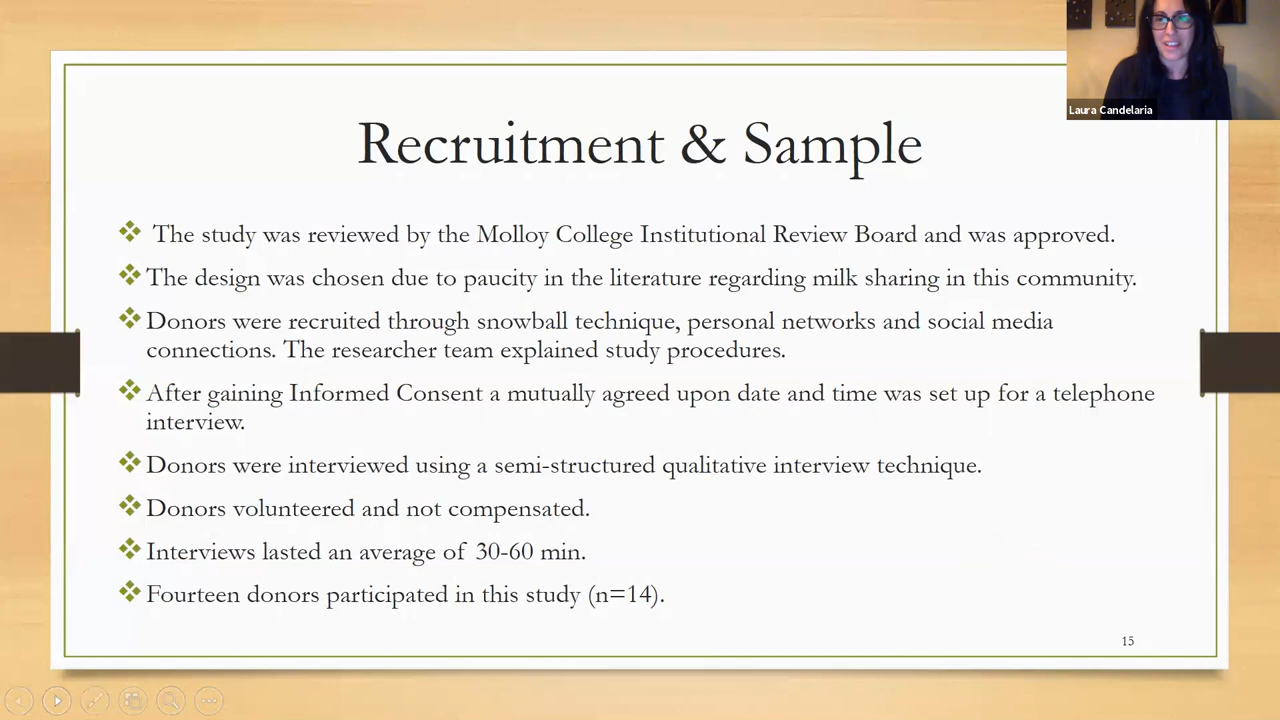 Laura Candelaria
Recruitment & Sample
The study was reviewed by the Molloy College Institutional Review Board and was approved.
The design was chosen due to paucity in the literature regarding milk sharing in this community.
Donors were recruited through snowball technique, personal networks and social media
connections. The researcher team explained study procedures.
After gaining Informed Consent a mutually agreed upon date and time was set up for a telephone
interview.
Donors were interviewed using a semi-structured qualitative interview technique.
Donors volunteered and not compensated.
Interviews lasted an average of 30-60 min.
Fourteen donors participated in this study (n=14).
15